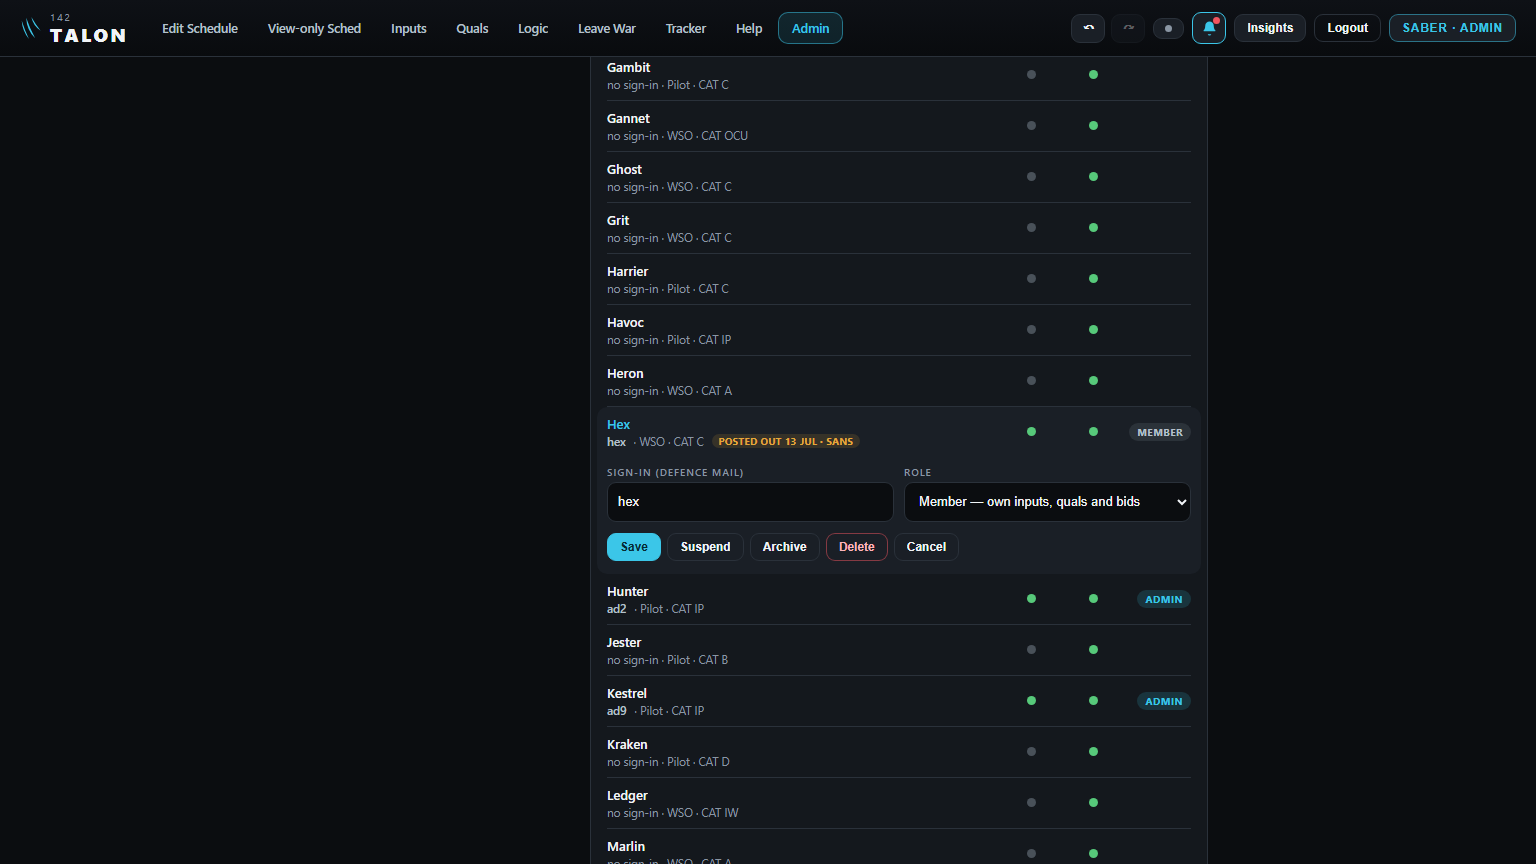 142
TALON
Edit Schedule
View-only Sched
Inputs
Quals
Logic
Leave War
Tracker
Help
Admin
Insights
Logout
SABER · ADMIN
Gambit
no sign-in · Pilot · CAT C
Gannet
no sign-in · WSO · CAT OCU
Ghost
no sign-in · WSO · CAT C
Grit
no sign-in · WSO · CAT C
Harrier
no sign-in · Pilot · CAT C
Havoc
no sign-in · Pilot · CAT IP
Heron
no sign-in · WSO · CAT A
Hex
hex · WSO · CAT C POSTED OUT 13 JUL · SANS
MEMBER
SIGN-IN (DEFENCE MAIL)
ROLE
hex
Member — own inputs, quals and bids
Save
Suspend
Archive
Delete
Cancel
Hunter
ad2 · Pilot · CAT IP
ADMIN
Jester
no sign-in · Pilot · CAT B
Kestrel
ad9 · Pilot · CAT IP
ADMIN
Kraken
no sign-in · Pilot · CAT D
Ledger
no sign-in · WSO · CAT IW
Marlin
no sign-in · WSO · CAT A